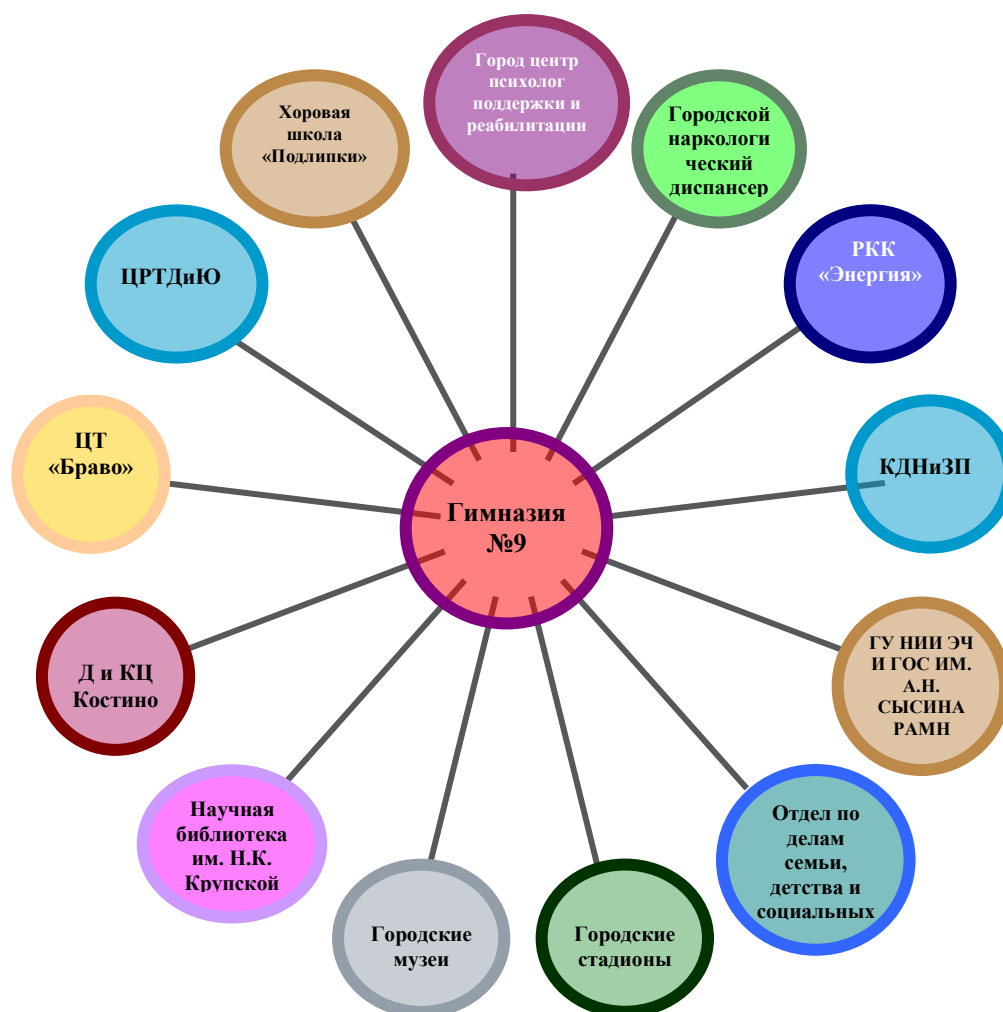 Город центр
психолог
поддержки и
реабилитации
Городской
наркологи
ческий
диспансер
РКК
«Энергия»
КДНиЗП
ГУ НИИ ЭЧ
И ГОС ИМ.
А.Н.
СЫСИНА
РАМН
Отдел по
делам
семьи,
детства и
социальных
Городские
стадионы
Городские
музеи
Научная
библиотека
им. Н.К.
Крупской
Д и КЦ
Костино
ЦТ
«Браво»
ЦРТДиЮ
Хоровая
школа
«Подлипки»
Гимназия
№9